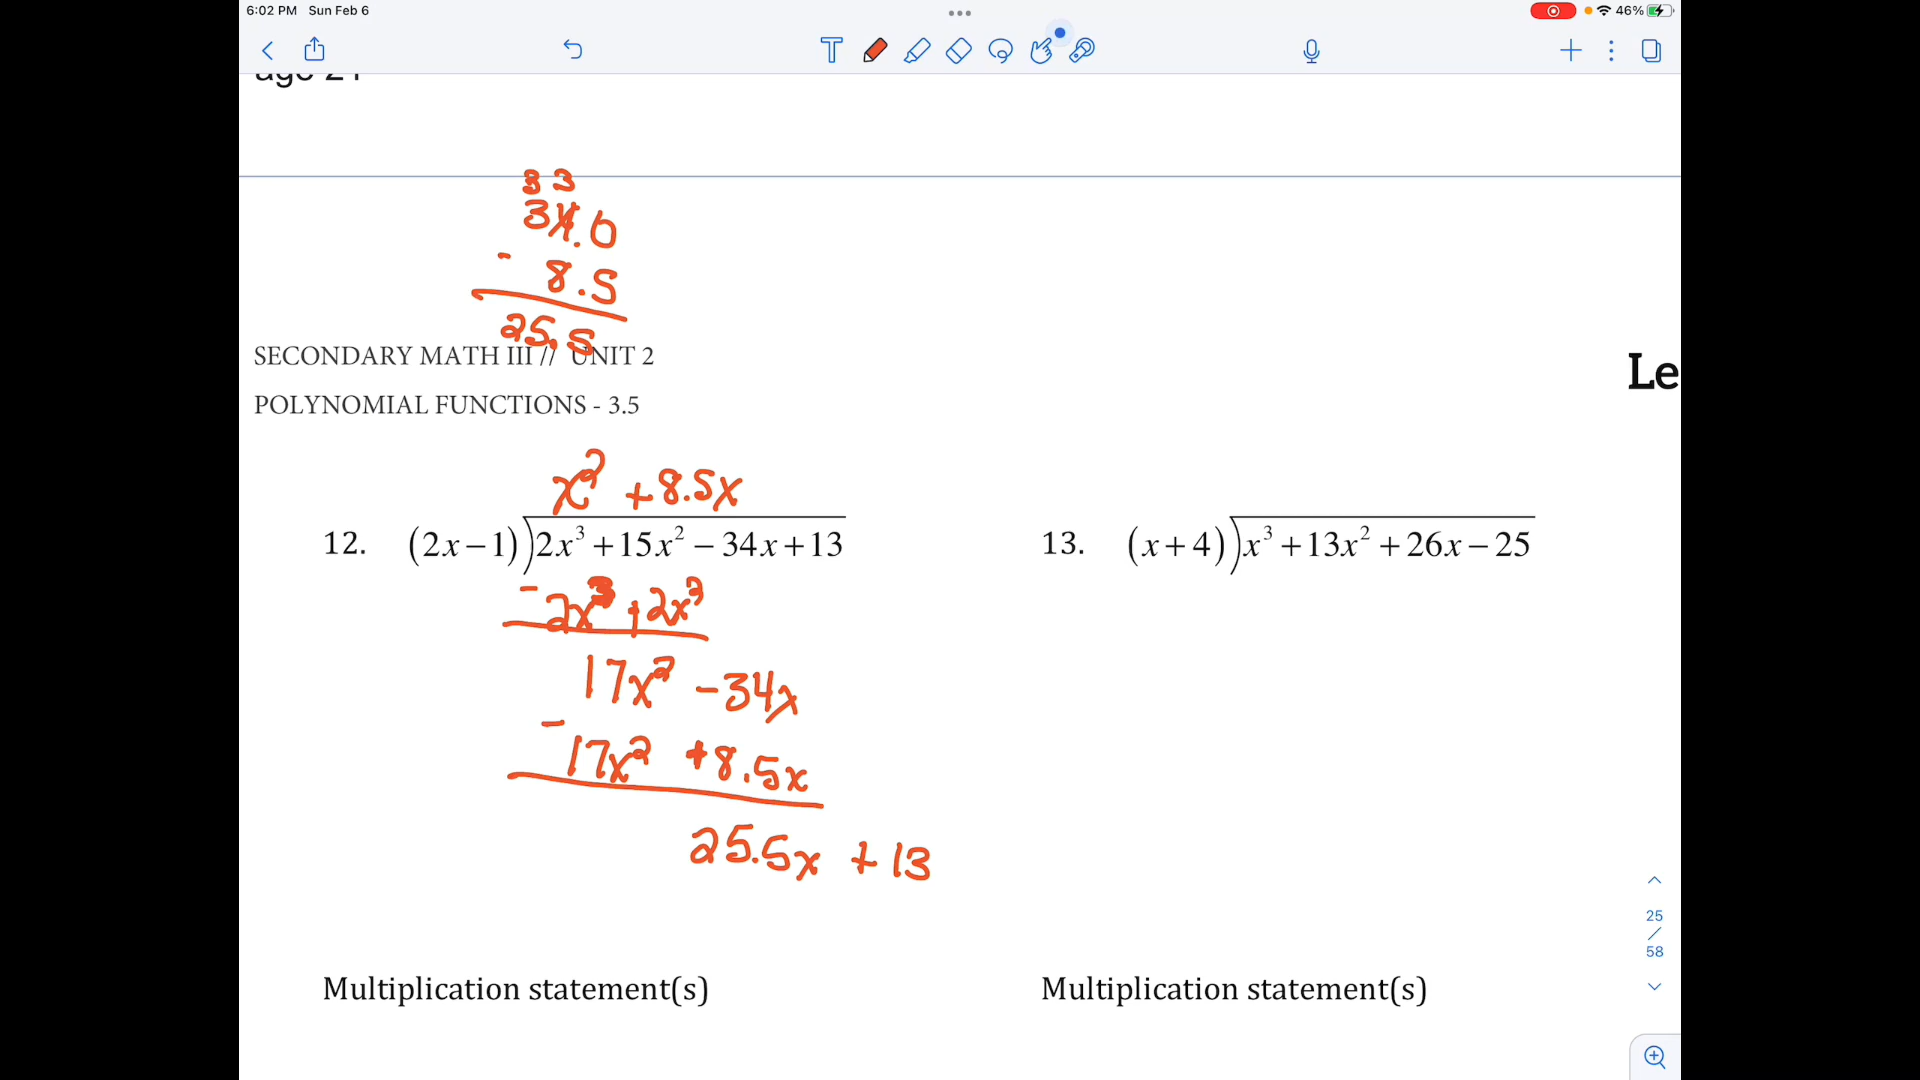 6:02 PM Sun Feb 6
46%
3 3
34.0
- 8.5
25.5
SECONDARY MATH III // UNIT 2
Le
POLYNOMIAL FUNCTIONS - 3.5
x² +8.5x
12. (2x−1)2x³+15x²−34x+13
13. (x+4)x³+13x²+26x−25
- 2x³ +2x²
17x² -34x
- 17x² +8.5x
25.5x + 13
25
/
58
Multiplication statement(s)
Multiplication statement(s)